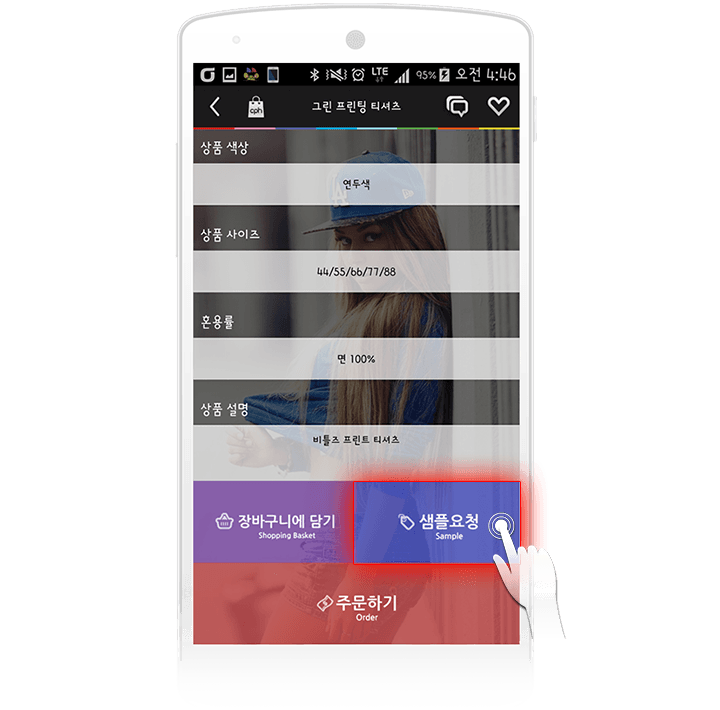 LTE 95% 오전 4:46
cph 그린 프린팅 티셔츠
상품 색상
연두색
상품 사이즈
44/55/66/77/88
혼용률
면 100%
상품 설명
비틀즈 프린트 티셔츠
장바구니에 담기
Shopping Basket
샘플요청
Sample
주문하기
Order